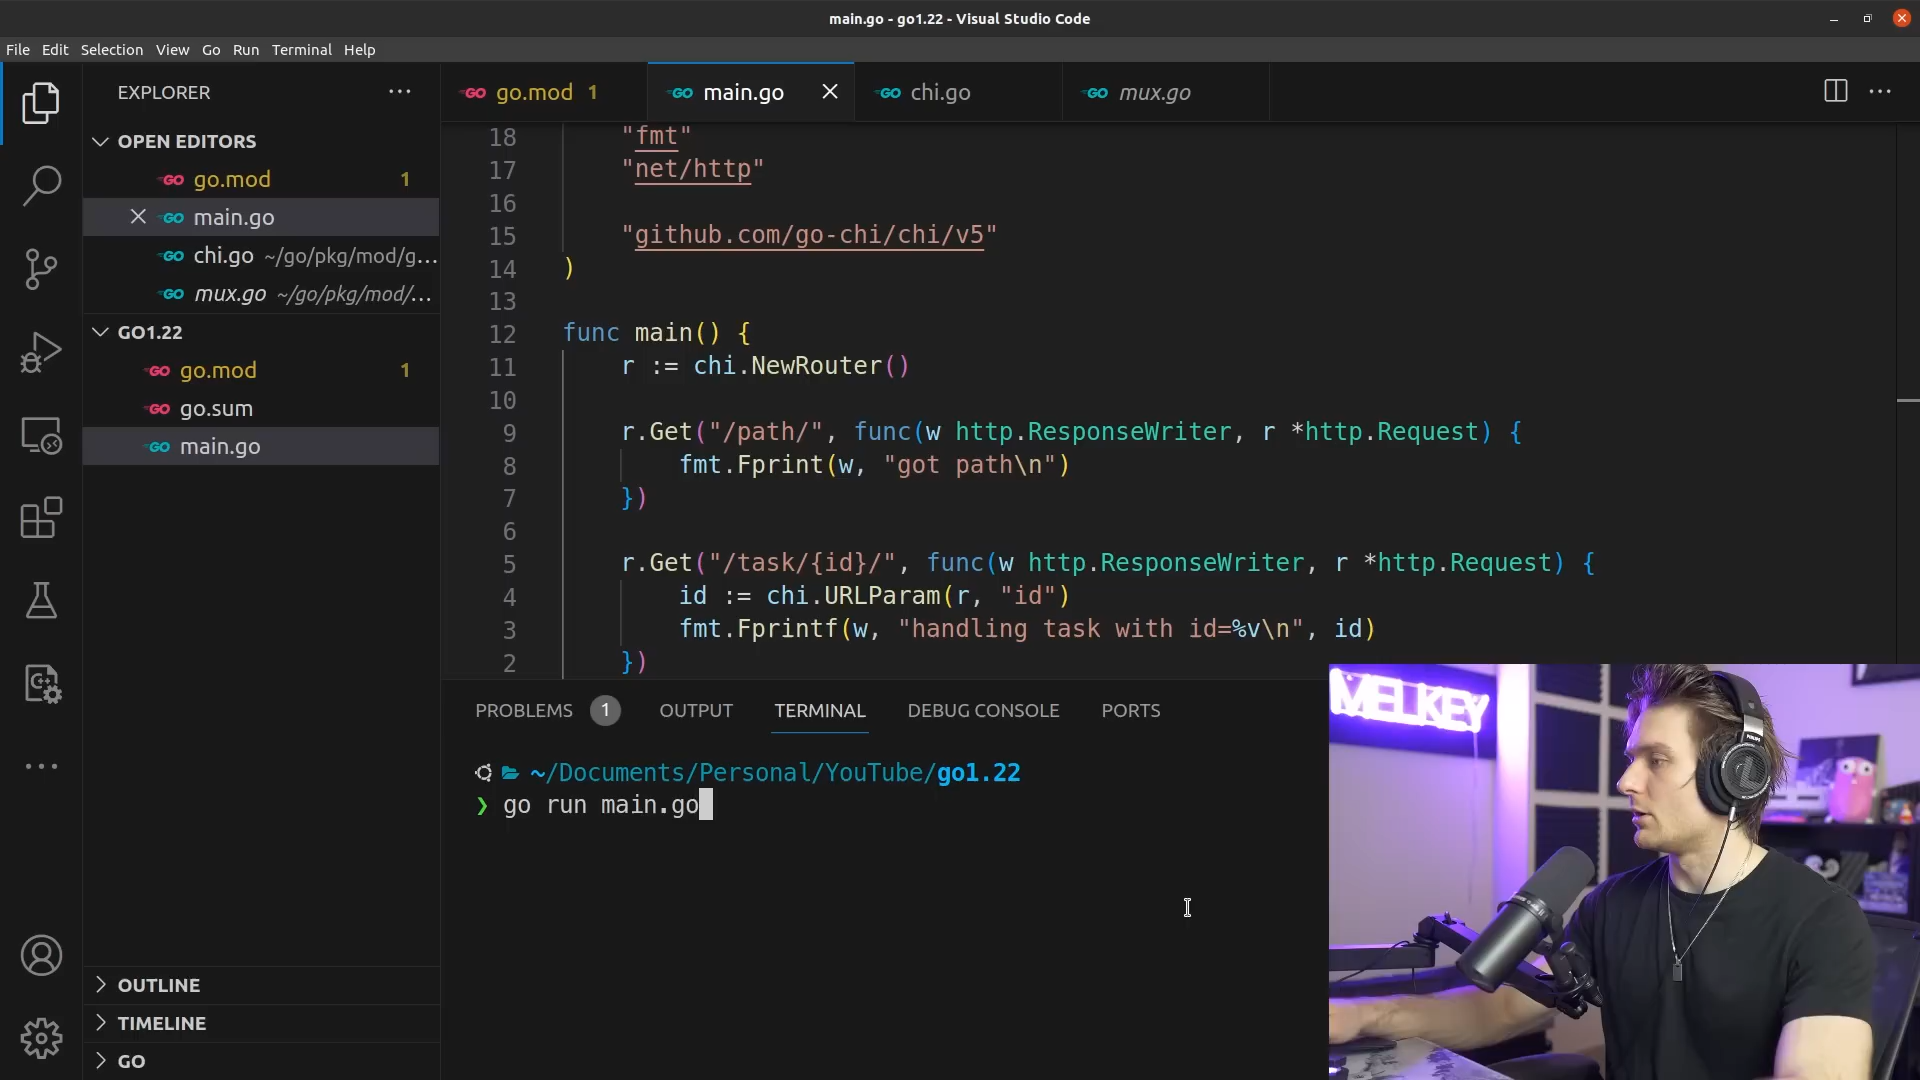 main.go - go1.22 - Visual Studio Code
File Edit Selection View Go Run Terminal Help
EXPLORER
OPEN EDITORS
go.mod 1
main.go
chi.go ~/go/pkg/mod/g...
mux.go ~/go/pkg/mod/...
GO1.22
go.mod 1
go.sum
main.go
OUTLINE
TIMELINE
GO
go.mod 1 main.go chi.go mux.go
18 "fmt"
17 "net/http"
16
15 "github.com/go-chi/chi/v5"
14 )
13
12 func main() {
11 r := chi.NewRouter()
10
9 r.Get("/path/", func(w http.ResponseWriter, r *http.Request) {
8 fmt.Fprint(w, "got path\n")
7 })
6
5 r.Get("/task/{id}/", func(w http.ResponseWriter, r *http.Request) {
4 id := chi.URLParam(r, "id")
3 fmt.Fprintf(w, "handling task with id=%v\n", id)
2 })
PROBLEMS 1 OUTPUT TERMINAL DEBUG CONSOLE PORTS
~/Documents/Personal/YouTube/go1.22
❯ go run main.go
MELKEY